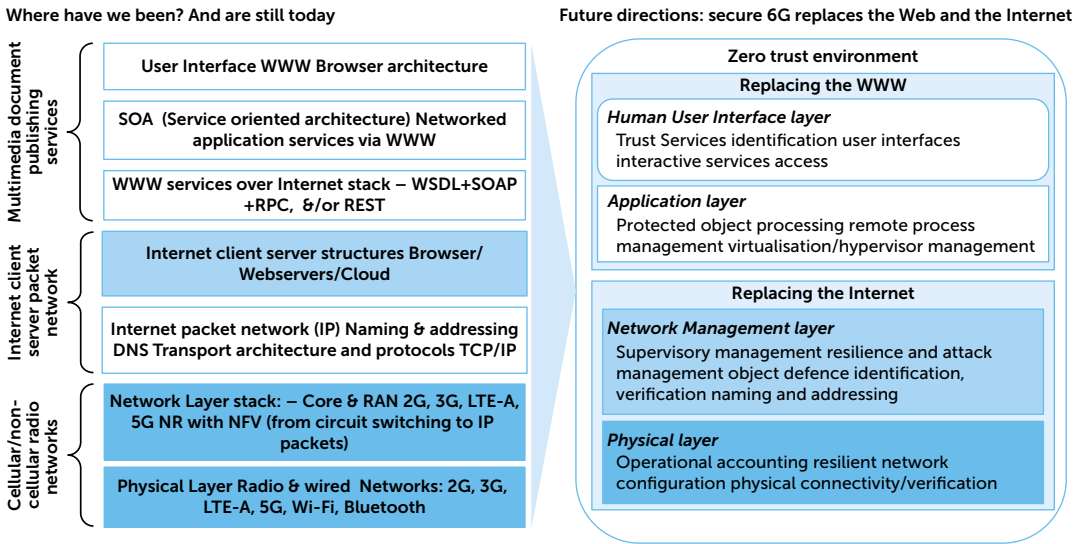 Where have we been? And are still today
Multimedia document
publishing
services
User Interface WWW Browser architecture
SOA (Service oriented architecture) Networked
application services via WWW
WWW services over Internet stack – WSDL+SOAP
+RPC, &/or REST
Internet client
server packet
network
Internet client server structures Browser/
Webservers/Cloud
Internet packet network (IP) Naming & addressing
DNS Transport architecture and protocols TCP/IP
Cellular/non-
cellular radio
networks
Network Layer stack: – Core & RAN 2G, 3G, LTE-A,
5G NR with NFV (from circuit switching to IP
packets)
Physical Layer Radio & wired Networks: 2G, 3G,
LTE-A, 5G, Wi-Fi, Bluetooth
Future directions: secure 6G replaces the Web and the Internet
Zero trust environment
Replacing the WWW
Human User Interface layer
Trust Services identification user interfaces
interactive services access
Application layer
Protected object processing remote process
management virtualisation/hypervisor management
Replacing the Internet
Network Management layer
Supervisory management resilience and attack
management object defence identification,
verification naming and addressing
Physical layer
Operational accounting resilient network
configuration physical connectivity/verification